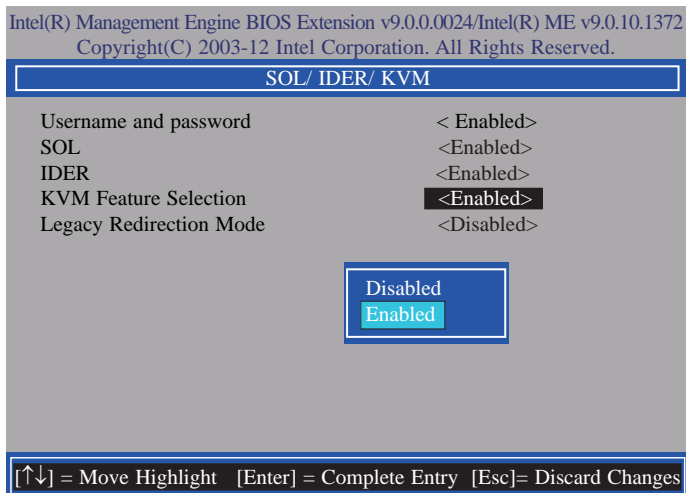 Intel(R) Management Engine BIOS Extension v9.0.0.0024/Intel(R) ME v9.0.10.1372
Copyright(C) 2003-12 Intel Corporation. All Rights Reserved.
SOL/ IDER/ KVM
Username and password < Enabled>
SOL <Enabled>
IDER <Enabled>
KVM Feature Selection <Enabled>
Legacy Redirection Mode <Disabled>
Disabled
Enabled
[↑↓] = Move Highlight [Enter] = Complete Entry [Esc]= Discard Changes